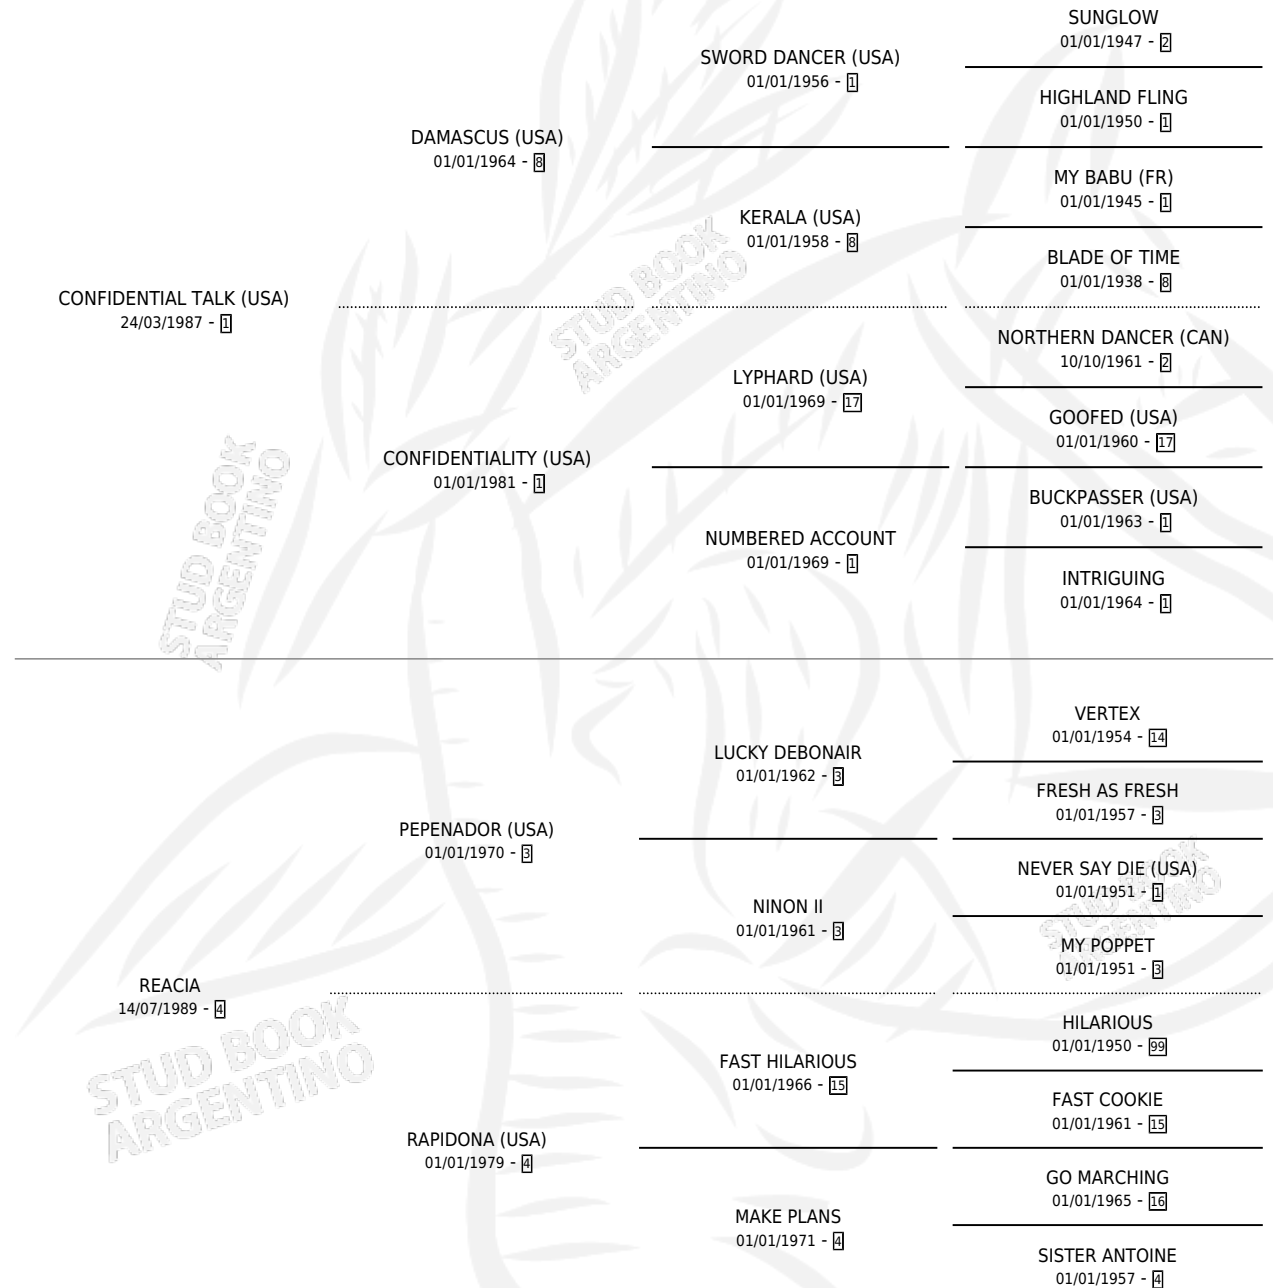 SUNGLOW
01/01/1947 - 2
SWORD DANCER (USA)
01/01/1956 - 1
HIGHLAND FLING
01/01/1950 - 1
DAMASCUS (USA)
01/01/1964 - 8
MY BABU (FR)
01/01/1945 - 1
KERALA (USA)
01/01/1958 - 8
BLADE OF TIME
01/01/1938 - 8
CONFIDENTIAL TALK (USA)
24/03/1987 - 1
NORTHERN DANCER (CAN)
10/10/1961 - 2
LYPHARD (USA)
01/01/1969 - 17
GOOFED (USA)
01/01/1960 - 17
CONFIDENTIALITY (USA)
01/01/1981 - 1
BUCKPASSER (USA)
01/01/1963 - 1
NUMBERED ACCOUNT
01/01/1969 - 1
INTRIGUING
01/01/1964 - 1
VERTEX
01/01/1954 - 14
LUCKY DEBONAIR
01/01/1962 - 3
FRESH AS FRESH
01/01/1957 - 3
PEPENADOR (USA)
01/01/1970 - 3
NEVER SAY DIE (USA)
01/01/1951 - 1
NINON II
01/01/1961 - 3
MY POPPET
01/01/1951 - 3
REACIA
14/07/1989 - 4
HILARIOUS
01/01/1950 - 99
FAST HILARIOUS
01/01/1966 - 15
FAST COOKIE
01/01/1961 - 15
RAPIDONA (USA)
01/01/1979 - 4
GO MARCHING
01/01/1965 - 16
MAKE PLANS
01/01/1971 - 4
SISTER ANTOINE
01/01/1957 - 4
STUD BOOK
ARGENTINO
STUD BOOK
ARGENTINO
STUD BOOK
ARGENTINO
STUD BOOK
ARGENTINO